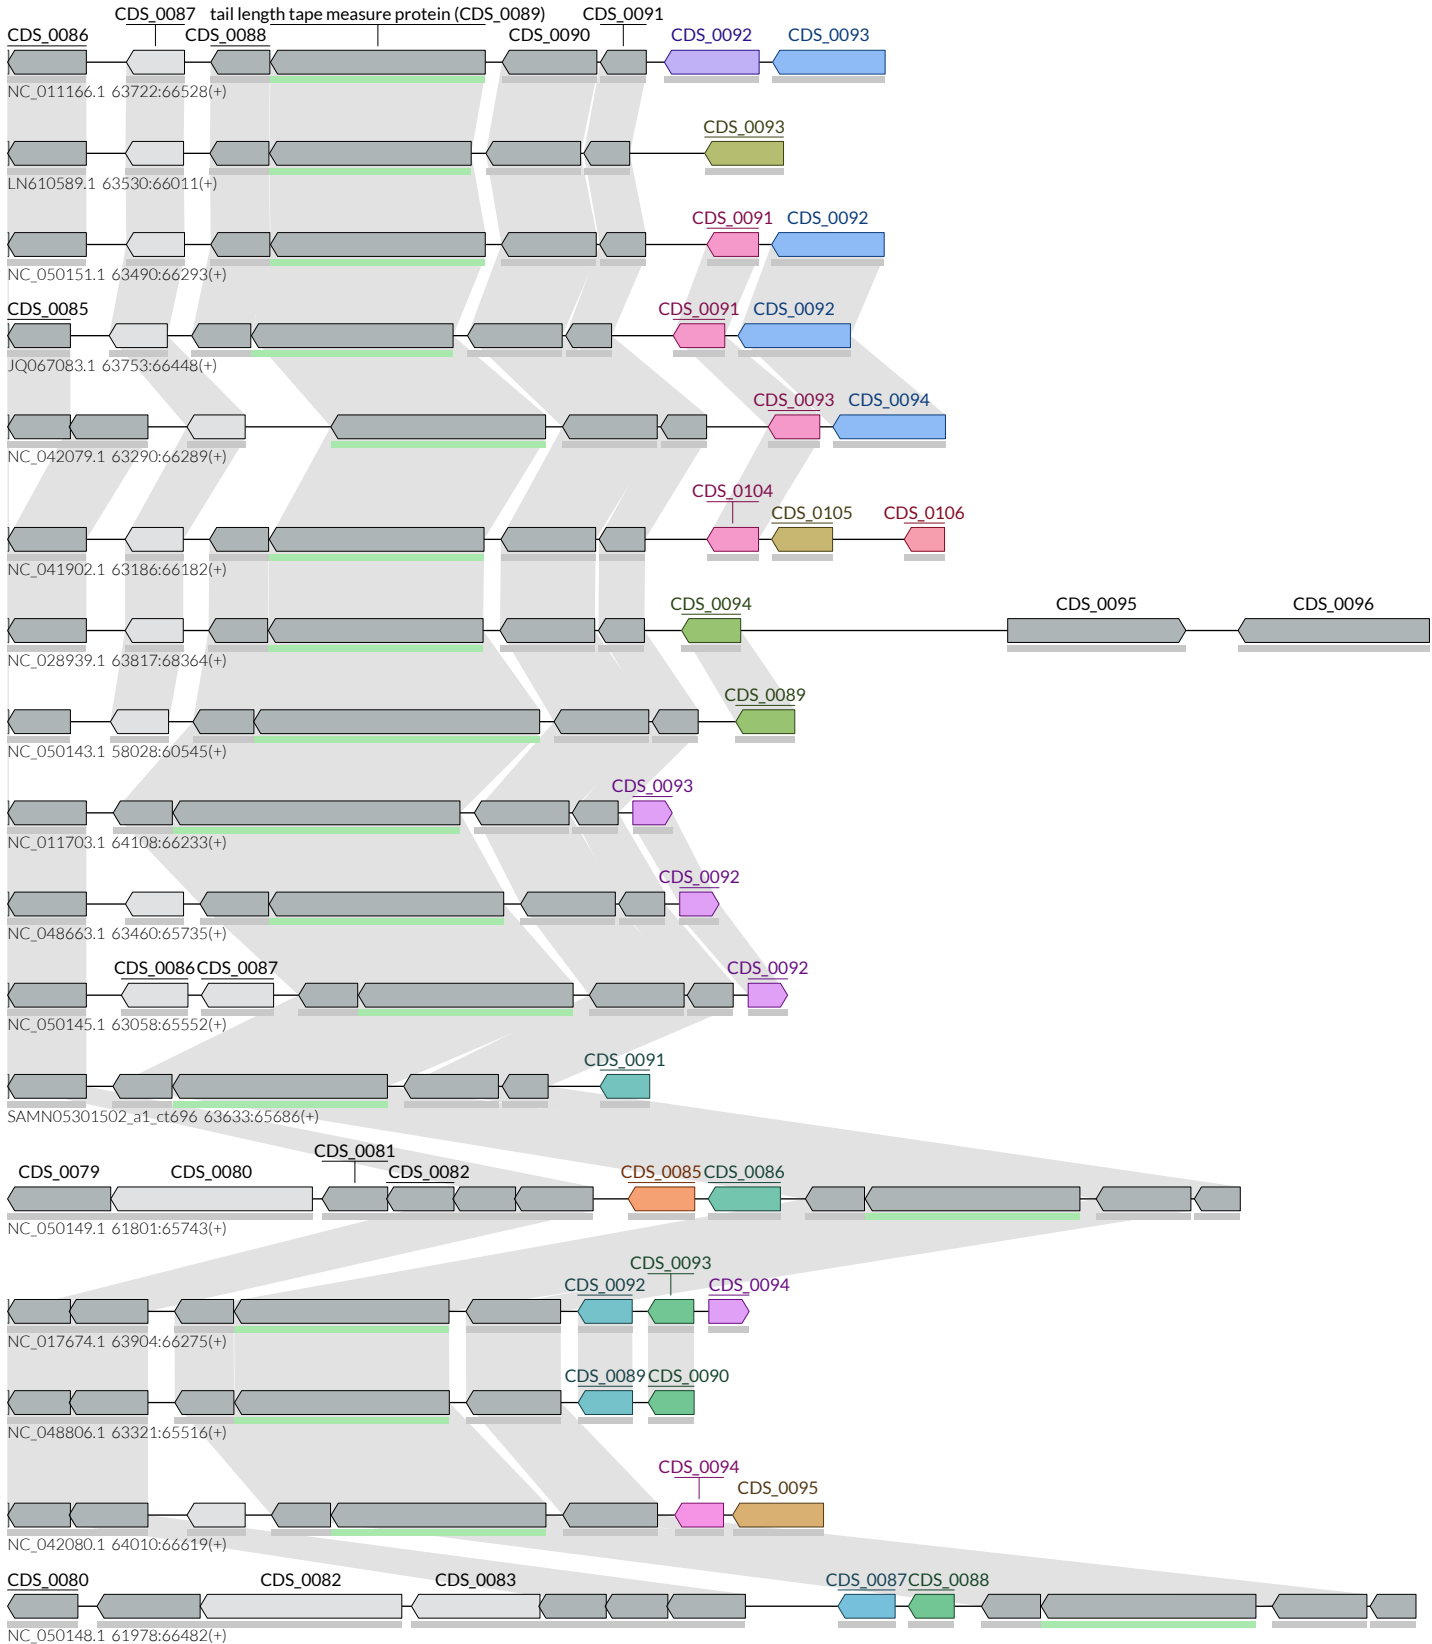 CDS_0087 tail length tape measure protein (CDS_0089) CDS_0091
CDS_0086 CDS_0088 CDS_0090 CDS_0092 CDS_0093
NC_011166.1 63722:66528(+)
CDS_0093
LN610589.1 63530:66011(+)
CDS_0091 CDS_0092
NC_050151.1 63490:66293(+)
CDS_0085 CDS_0091 CDS_0092
JQ067083.1 63753:66448(+)
CDS_0093 CDS_0094
NC_042079.1 63290:66289(+)
CDS_0104
CDS_0105 CDS_0106
NC_041902.1 63186:66182(+)
CDS_0094 CDS_0095 CDS_0096
NC_028939.1 63817:68364(+)
CDS_0089
NC_050143.1 58028:60545(+)
CDS_0093
NC_011703.1 64108:66233(+)
CDS_0092
NC_048663.1 63460:65735(+)
CDS_0086 CDS_0087 CDS_0092
NC_050145.1 63058:65552(+)
CDS_0091
SAMN05301502_a1_ct696 63633:65686(+)
CDS_0081
CDS_0079 CDS_0080 CDS_0082 CDS_0085 CDS_0086
NC_050149.1 61801:65743(+)
CDS_0093
CDS_0092 CDS_0094
NC_017674.1 63904:66275(+)
CDS_0089 CDS_0090
NC_048806.1 63321:65516(+)
CDS_0094
CDS_0095
NC_042080.1 64010:66619(+)
CDS_0080 CDS_0082 CDS_0083 CDS_0087 CDS_0088
NC_050148.1 61978:66482(+)